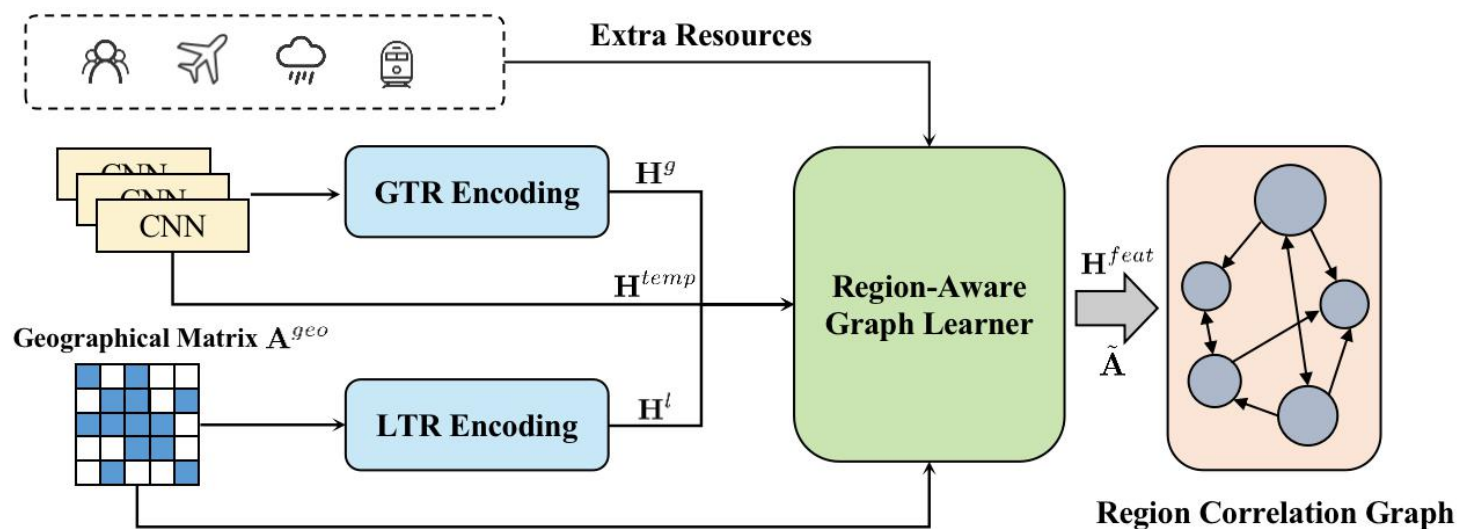 Extra Resources
CNN
CNN
CNN
GTR Encoding
H^g
H^{temp}
Geographical Matrix A^{geo}
LTR Encoding
H^l
Region-Aware
Graph Learner
H^{feat}
Ã
Region Correlation Graph